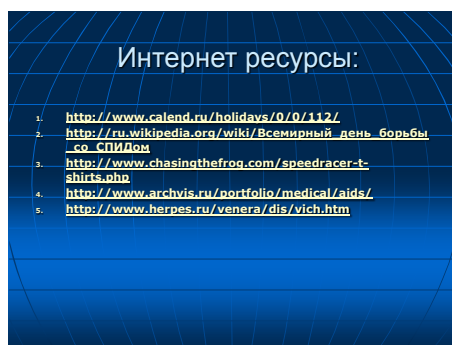 Интернет ресурсы:
1. http://www.calend.ru/holidays/0/0/112/
2. http://ru.wikipedia.org/wiki/Всемирный_день_борьбы
_со_СПИДом
3. http://www.chasingthefrog.com/speedracer-t-
shirts.php
4. http://www.archvis.ru/portfolio/medical/aids/
5. http://www.herpes.ru/venera/dis/vich.htm